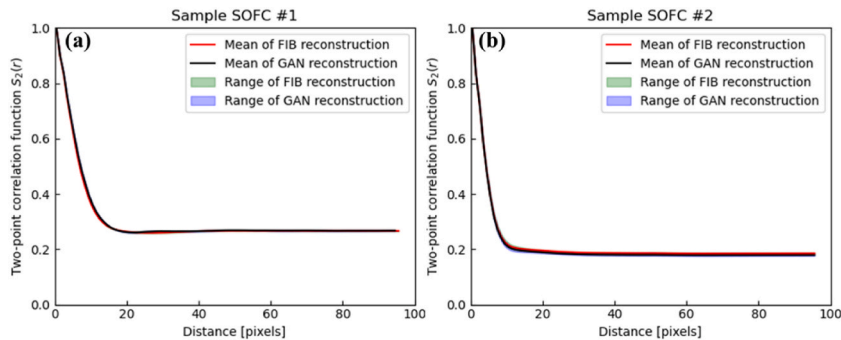 Sample SOFC #1
(a)
Mean of FIB reconstruction
Mean of GAN reconstruction
Range of FIB reconstruction
Range of GAN reconstruction
Two-point correlation function S₂(r)
1.0
0.8
0.6
0.4
0.2
0.0
0
20
40
60
80
100
Distance [pixels]
Sample SOFC #2
(b)
Mean of FIB reconstruction
Mean of GAN reconstruction
Range of FIB reconstruction
Range of GAN reconstruction
Two-point correlation function S₂(r)
1.0
0.8
0.6
0.4
0.2
0.0
0
20
40
60
80
100
Distance [pixels]